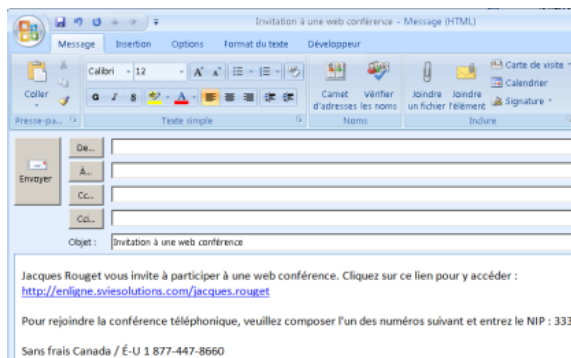 Invitation à une web conférence - Message (HTML)
Message Insertion Options Format du texte Développeur
Calibri 12
Coller
G I S
Carnet d'adresses
Vérifier les noms
Joindre un fichier
Joindre l'élément
Carte de visite
Calendrier
Signature
Presse-pa... Texte simple Noms Indure
De...
À...
Cc...
Cci...
Envoyer
Objet : Invitation à une web conférence
Jacques Rouget vous invite à participer à une web conférence. Cliquez sur ce lien pour y accéder :
http://enligne.sviesolutions.com/jacques.rouget
Pour rejoindre la conférence téléphonique, veuillez composer l'un des numéros suivant et entrez le NIP : 333
Sans frais Canada / É-U 1 877-447-8660